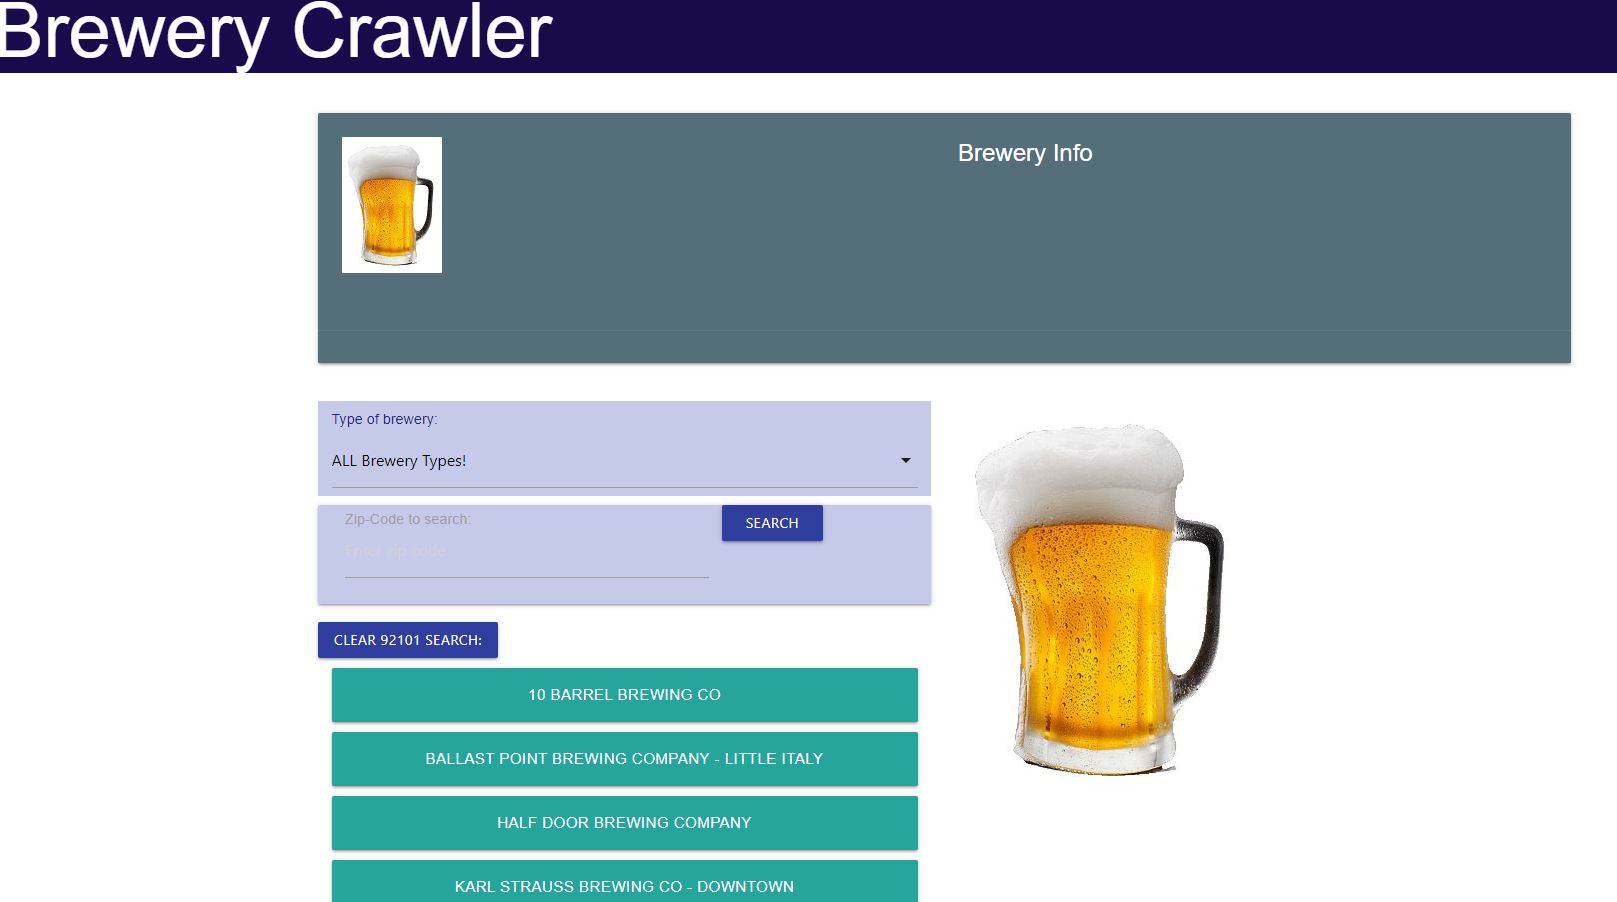 Brewery Crawler
Brewery Info
Type of brewery:
ALL Brewery Types!
Zip-Code to search:
Enter zip code
SEARCH
CLEAR 92101 SEARCH:
10 BARREL BREWING CO
BALLAST POINT BREWING COMPANY - LITTLE ITALY
HALF DOOR BREWING COMPANY
KARL STRAUSS BREWING CO - DOWNTOWN